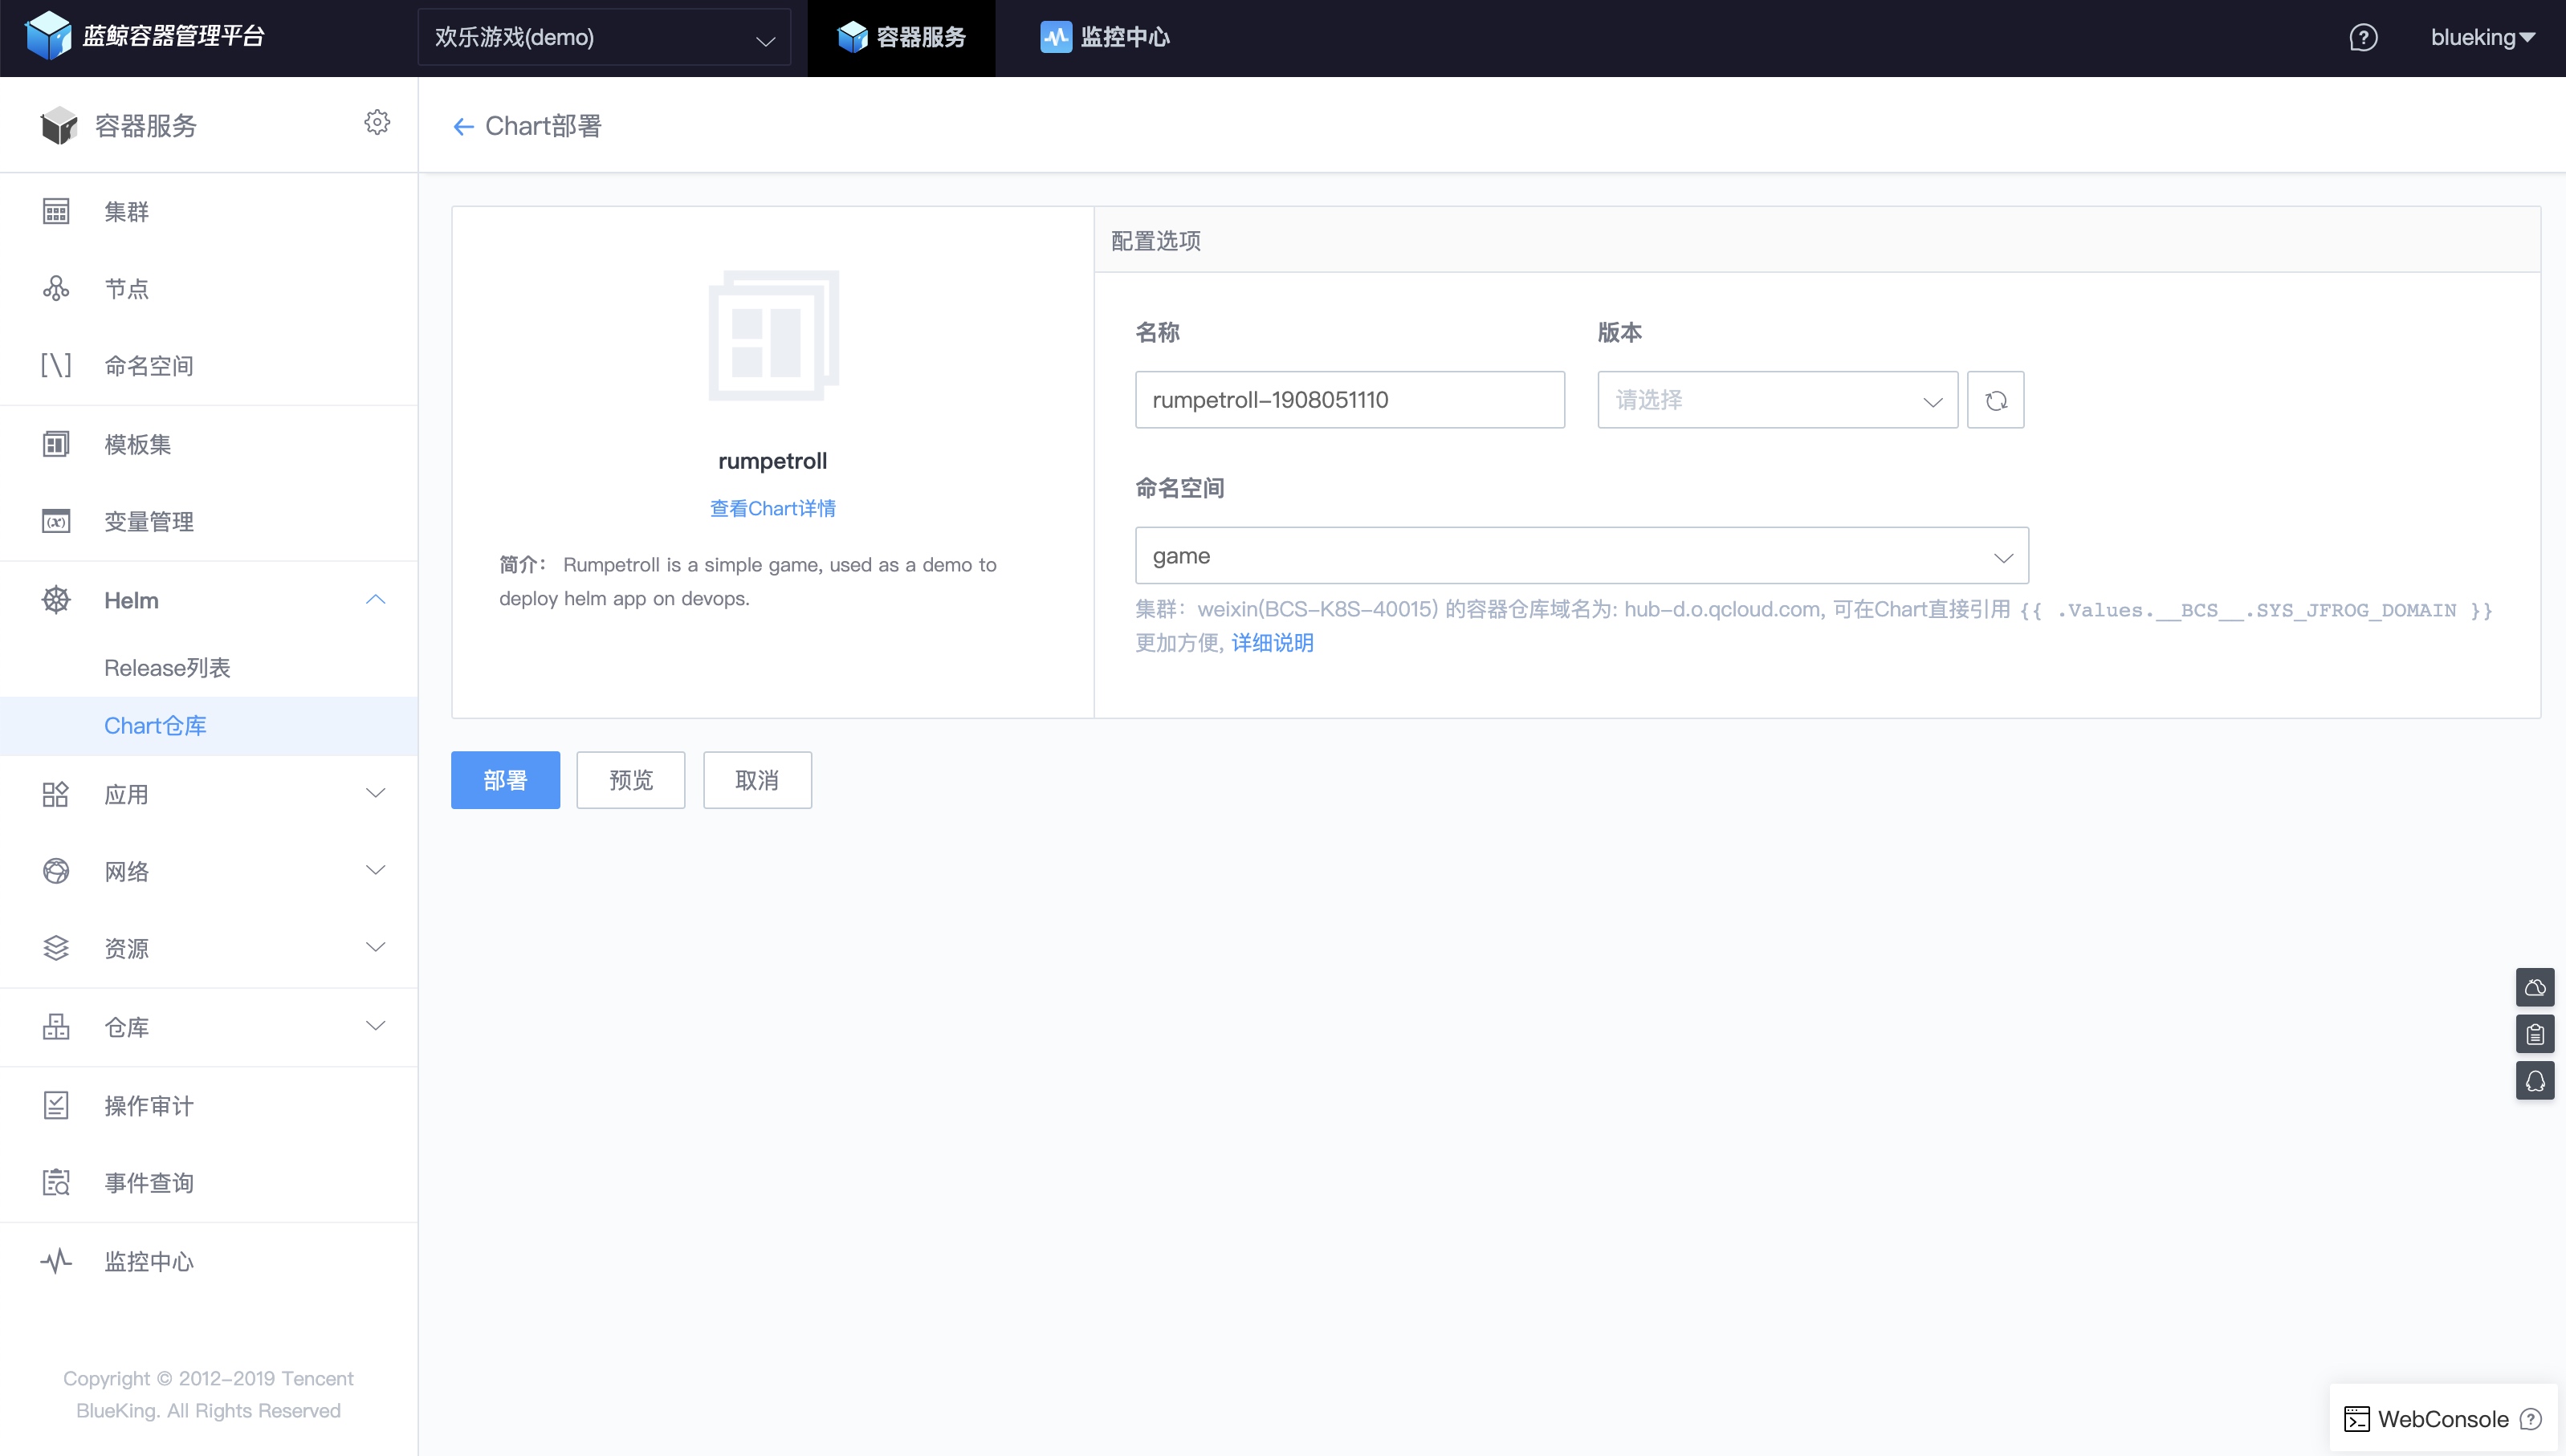 蓝鲸容器管理平台
欢乐游戏(demo)
容器服务
监控中心
blueking
容器服务
Chart部署
集群
节点
命名空间
模板集
变量管理
Helm
Release列表
Chart仓库
应用
网络
资源
仓库
操作审计
事件查询
监控中心
Copyright © 2012-2019 Tencent
BlueKing. All Rights Reserved
rumpetroll
查看Chart详情
简介： Rumpetroll is a simple game, used as a demo to
deploy helm app on devops.
配置选项
名称
版本
rumpetroll-1908051110
请选择
命名空间
game
集群：weixin(BCS-K8S-40015) 的容器仓库域名为: hub-d.o.qcloud.com, 可在Chart直接引用 {{ .Values.__BCS__.SYS_JFROG_DOMAIN }}
更加方便, 详细说明
部署
预览
取消
WebConsole